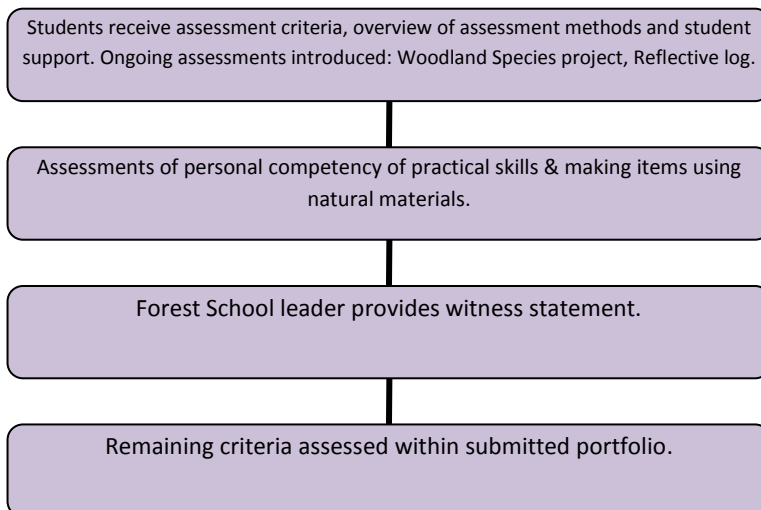 Students receive assessment criteria, overview of assessment methods and student
support. Ongoing assessments introduced: Woodland Species project, Reflective log.
Assessments of personal competency of practical skills & making items using
natural materials.
Forest School leader provides witness statement.
Remaining criteria assessed within submitted portfolio.